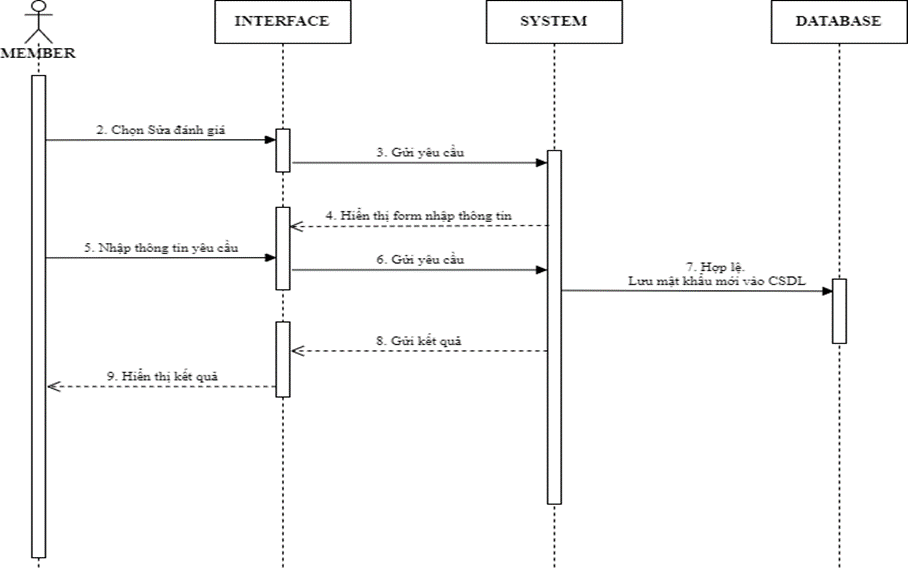 INTERFACE
SYSTEM
DATABASE
MEMBER
2. Chọn Sửa đánh giá
3. Gửi yêu cầu
4. Hiển thị form nhập thông tin
5. Nhập thông tin yêu cầu
6. Gửi yêu cầu
7. Hợp lệ.
Lưu mật khẩu mới vào CSDL
8. Gửi kết quả
9. Hiển thị kết quả